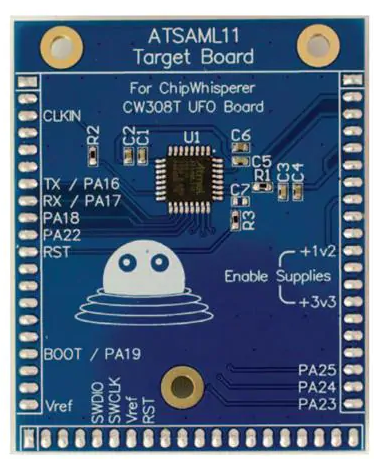 ATSAML11
Target Board
For ChipWhisperer
CW308T UFO Board
CLKIN
R2
C2
C1
U1
C6
C5
R1
C3
C4
C7
R3
TX / PA16
RX / PA17
PA18
PA22
RST
+1v2
Enable Supplies
+3v3
BOOT / PA19
PA25
PA24
PA23
Vref
SWDIO
SWCLK
Vref
RST